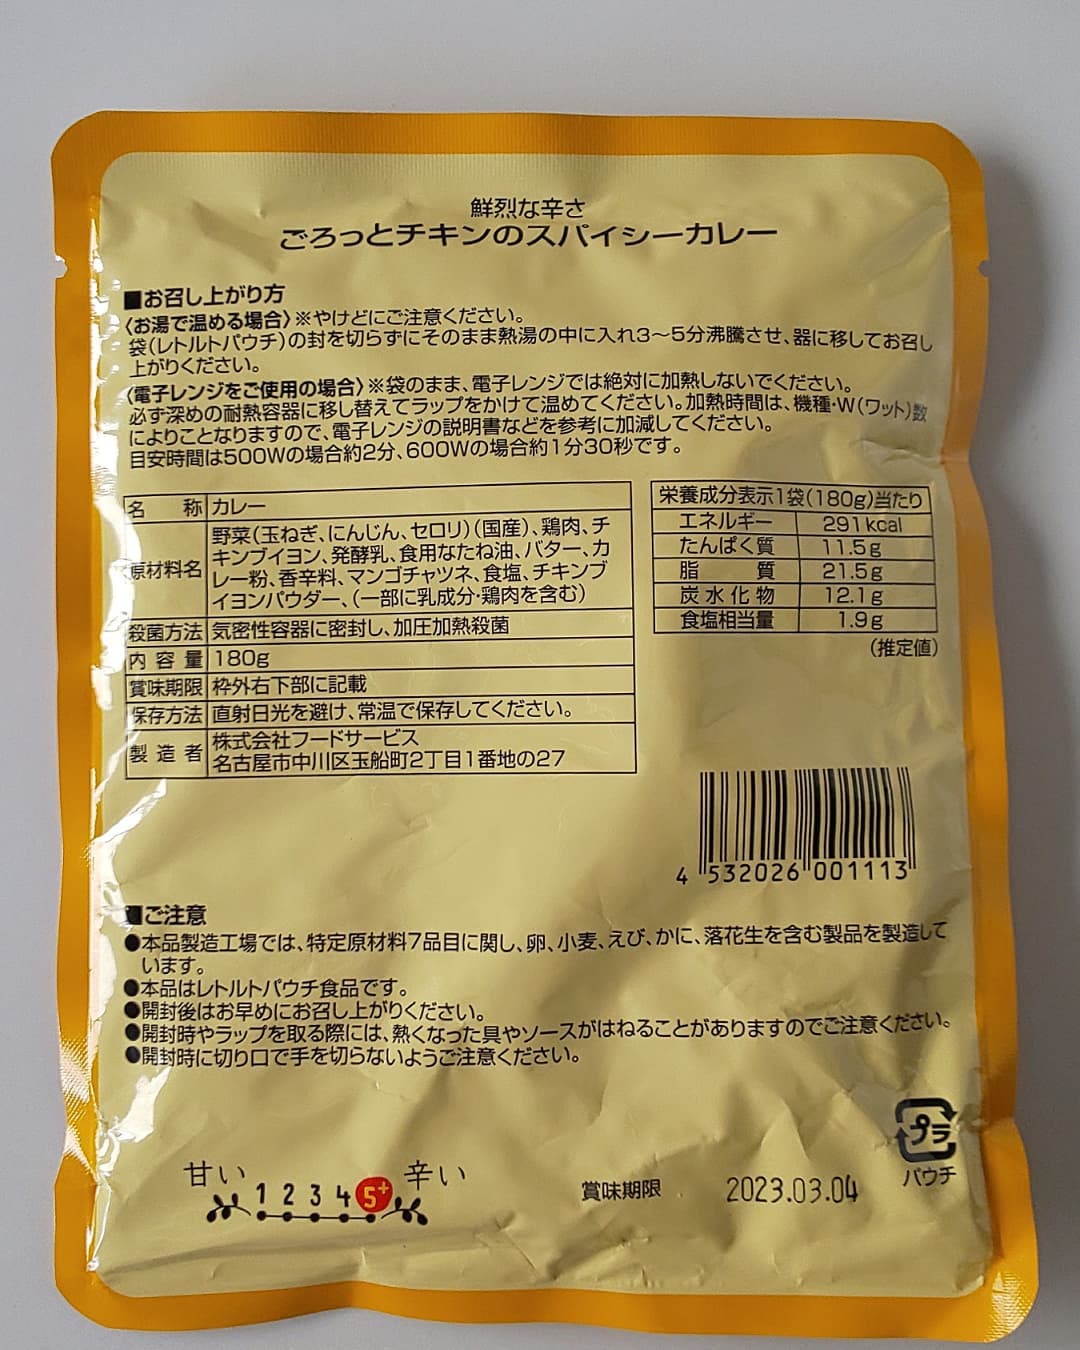 鮮烈な辛さ
ごろっとチキンのスパイシーカレー
■お召し上がり方
〈お湯で温める場合〉※やけどにご注意ください。
袋(レトルトパウチ)の封を切らずにそのまま熱湯の中に入れ3〜5分沸騰させ、器に移してお召し
上がりください。
〈電子レンジをご使用の場合〉※袋のまま、電子レンジでは絶対に加熱しないでください。
必ず深めの耐熱容器に移し替えてラップをかけて温めてください。加熱時間は、機種・W(ワット)数
によりことなりますので、電子レンジの説明書などを参考に加減してください。
目安時間は500Wの場合約2分、600Wの場合約1分30秒です。
名 称 カレー
原材料名 野菜(玉ねぎ、にんじん、セロリ)(国産)、鶏肉、チ
キンブイヨン、発酵乳、食用なたね油、バター、カ
レー粉、香辛料、マンゴチャツネ、食塩、チキンブ
イヨンパウダー、(一部に乳成分・鶏肉を含む)
殺菌方法 気密性容器に密封し、加圧加熱殺菌
内容量 180g
賞味期限 枠外右下部に記載
保存方法 直射日光を避け、常温で保存してください。
製造者 株式会社フードサービス
名古屋市中川区玉船町2丁目1番地の27
栄養成分表示1袋(180g)当たり
エネルギー 291kcal
たんぱく質 11.5g
脂 質 21.5g
炭水化物 12.1g
食塩相当量 1.9g
(推定値)
4 532026 001113
■ご注意
●本品製造工場では、特定原材料7品目に関し、卵、小麦、えび、かに、落花生を含む製品を製造して
います。
●本品はレトルトパウチ食品です。
●開封後はお早めにお召し上がりください。
●開封時やラップを取る際には、熱くなった具やソースがはねることがありますのでご注意ください。
●開封時に切り口で手を切らないようご注意ください。
甘い 1 2 3 4 5+ 辛い
賞味期限 2023.03.04
プラ
パウチ